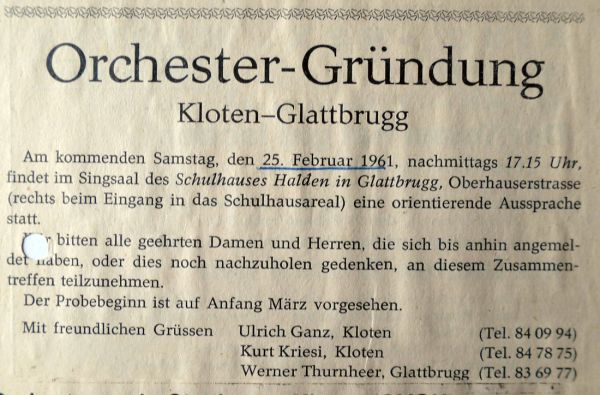 Orchester-Gründung
Kloten–Glattbrugg
Am kommenden Samstag, den 25. Februar 1961, nachmittags 17.15 Uhr,
findet im Singsaal des Schulhauses Halden in Glattbrugg, Oberhauserstrasse
(rechts beim Eingang in das Schulhausareal) eine orientierende Aussprache
statt.
bitten alle geehrten Damen und Herren, die sich bis anhin angemel-
det haben, oder dies noch nachzuholen gedenken, an diesem Zusammen-
treffen teilzunehmen.
Der Probebeginn ist auf Anfang März vorgesehen.
Mit freundlichen Grüssen Ulrich Ganz, Kloten (Tel. 84 09 94)
Kurt Kriesi, Kloten (Tel. 84 78 75)
Werner Thurnheer, Glattbrugg (Tel. 83 69 77)